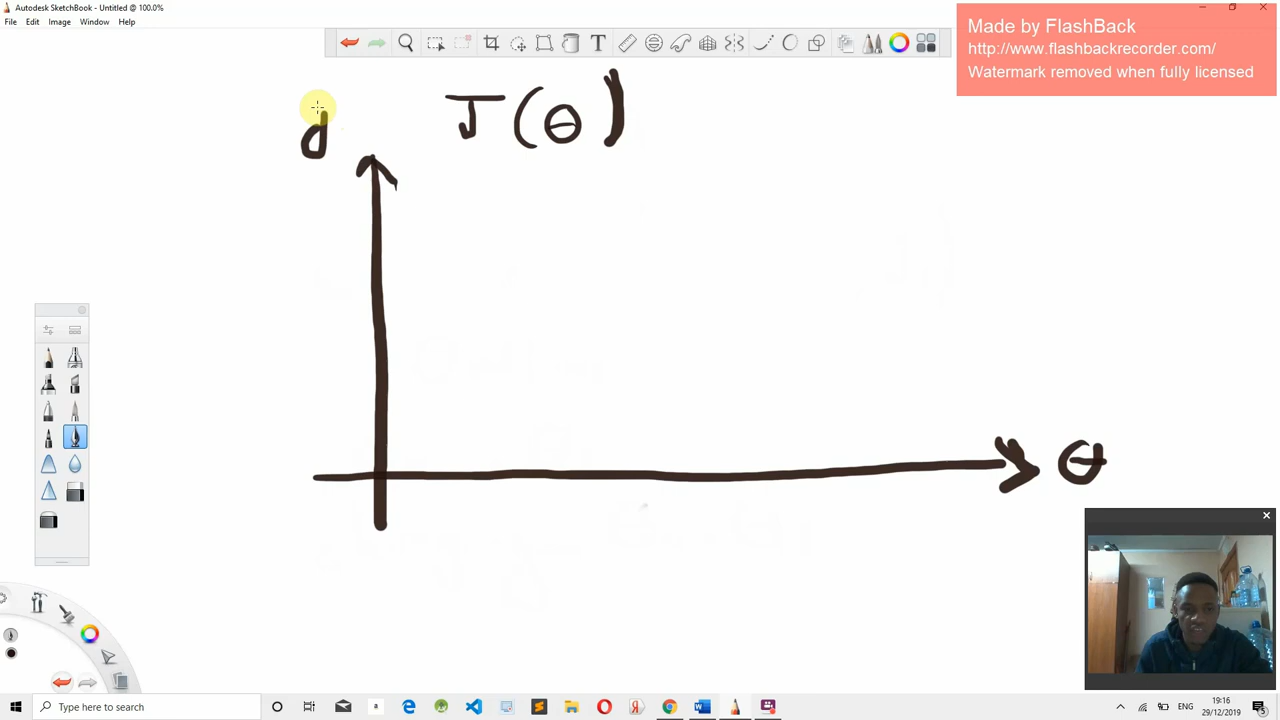 Autodesk SketchBook - Untitled @ 100.0%
File Edit Image Window Help
Made by FlashBack
http://www.flashbackrecorder.com/
Watermark removed when fully licensed
J(θ)
θ
Type here to search
ENG
19:16
29/12/2019